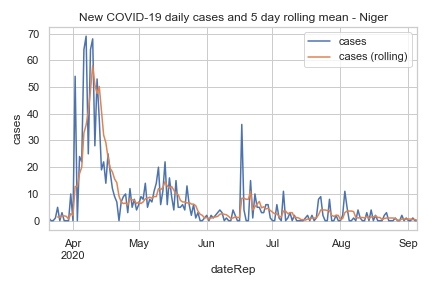 New COVID-19 daily cases and 5 day rolling mean - Niger
cases
cases (rolling)
cases
70
60
50
40
30
20
10
0
Apr May Jun Jul Aug Sep
2020
dateRep